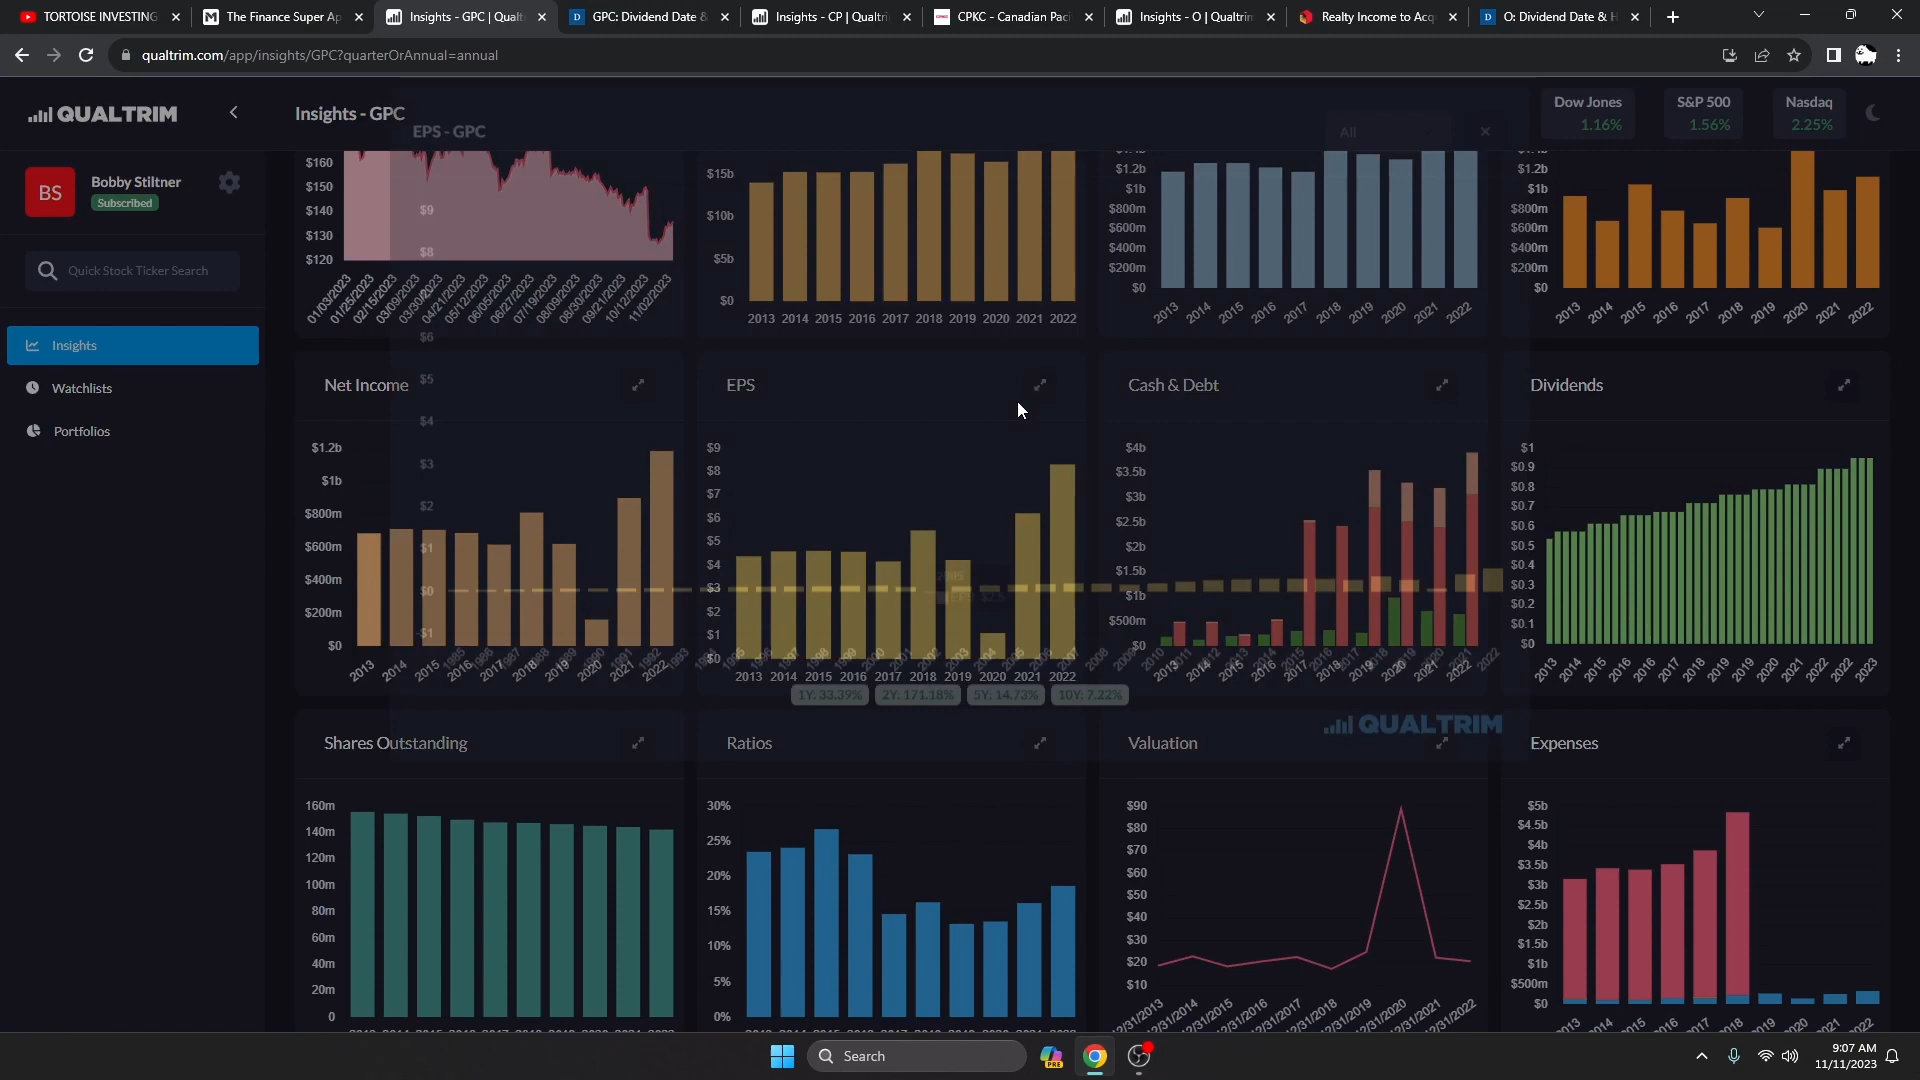 TORTOISE INVESTING
The Finance Super Ap
Insights - GPC | Qualt
GPC: Dividend Date &
Insights - CP | Qualtri
CPKC - Canadian Paci
Insights - O | Qualtrim
Realty Income to Acq
O: Dividend Date & H
qualtrim.com/app/insights/GPC?quarterOrAnnual=annual
QUALTRIM
Insights - GPC
EPS - GPC
All
Dow Jones
1.16%
S&P 500
1.56%
Nasdaq
2.25%
BS
Bobby Stiltner
Subscribed
Quick Stock Ticker Search
Insights
Watchlists
Portfolios
$160
$150
$140
$130
$120
01/03/2023 01/25/2023 02/15/2023 03/09/2023 03/30/2023 04/21/2023 05/12/2023 06/05/2023 06/27/2023 07/19/2023 08/09/2023 08/30/2023 09/21/2023 10/12/2023 11/02/2023
$15b
$10b
$5b
$0
2013 2014 2015 2016 2017 2018 2019 2020 2021 2022
$1.2b
$1b
$800m
$600m
$400m
$200m
$0
2013 2014 2015 2016 2017 2018 2019 2020 2021 2022
$1.2b
$1b
$800m
$600m
$400m
$200m
$0
2013 2014 2015 2016 2017 2018 2019 2020 2021 2022
$9
$8
$6
$5
$4
$3
$2
$1
$0
-$1
Net Income
$1.2b
$1b
$800m
$600m
$400m
$200m
$0
2013 2014 2015 2016 2017 2018 2019 2020 2021 2022
EPS
$9
$8
$7
$6
$5
$4
$3
$2
$1
$0
2013 2014 2015 2016 2017 2018 2019 2020 2021 2022
1Y: 33.39% 2Y: 171.18% 5Y: 14.73% 10Y: 7.22%
Cash & Debt
$4b
$3.5b
$3b
$2.5b
$2b
$1.5b
$1b
$500m
$0
2013 2014 2015 2016 2017 2018 2019 2020 2021 2022
QUALTRIM
Dividends
$1
$0.9
$0.8
$0.7
$0.6
$0.5
$0.4
$0.3
$0.2
$0.1
$0
2013 2014 2015 2016 2016 2017 2018 2019 2019 2020 2021 2022 2022 2023
Shares Outstanding
160m
140m
120m
100m
80m
60m
40m
20m
0
Ratios
30%
25%
20%
15%
10%
5%
0%
Valuation
$90
$80
$70
$60
$50
$40
$30
$20
$10
12/31/2013 12/31/2014 12/31/2015 12/31/2016 12/31/2017 12/31/2018 12/31/2019 12/31/2020 12/31/2021 12/31/2022
Expenses
$5b
$4.5b
$4b
$3.5b
$3b
$2.5b
$2b
$1.5b
$1b
$500m
$0
Search
9:07 AM
11/11/2023